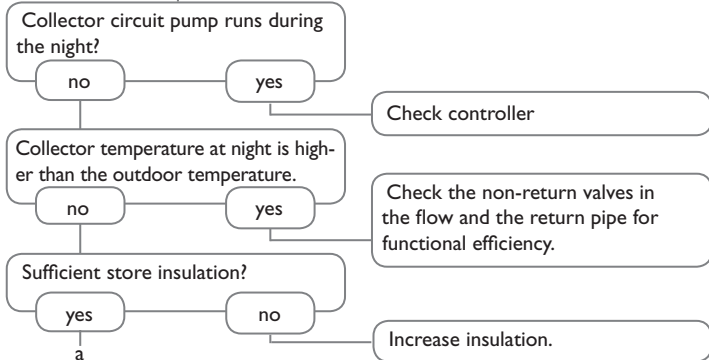 Collector circuit pump runs during
the night?
no
yes
Check controller
Collector temperature at night is high-
er than the outdoor temperature.
no
yes
Check the non-return valves in
the flow and the return pipe for
functional efficiency.
Sufficient store insulation?
yes
no
Increase insulation.
a